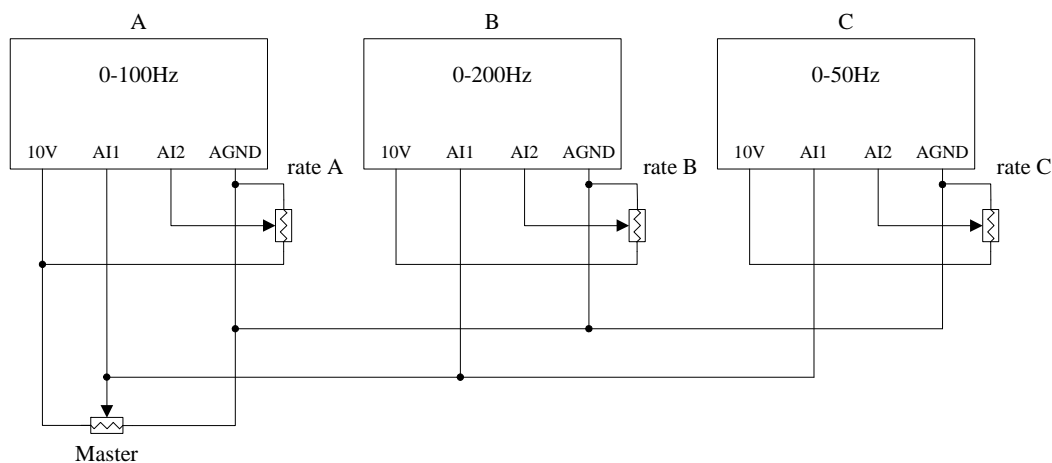 A B C
0-100Hz 0-200Hz 0-50Hz
10V AI1 AI2 AGND 10V AI1 AI2 AGND 10V AI1 AI2 AGND
rate A rate B rate C
Master